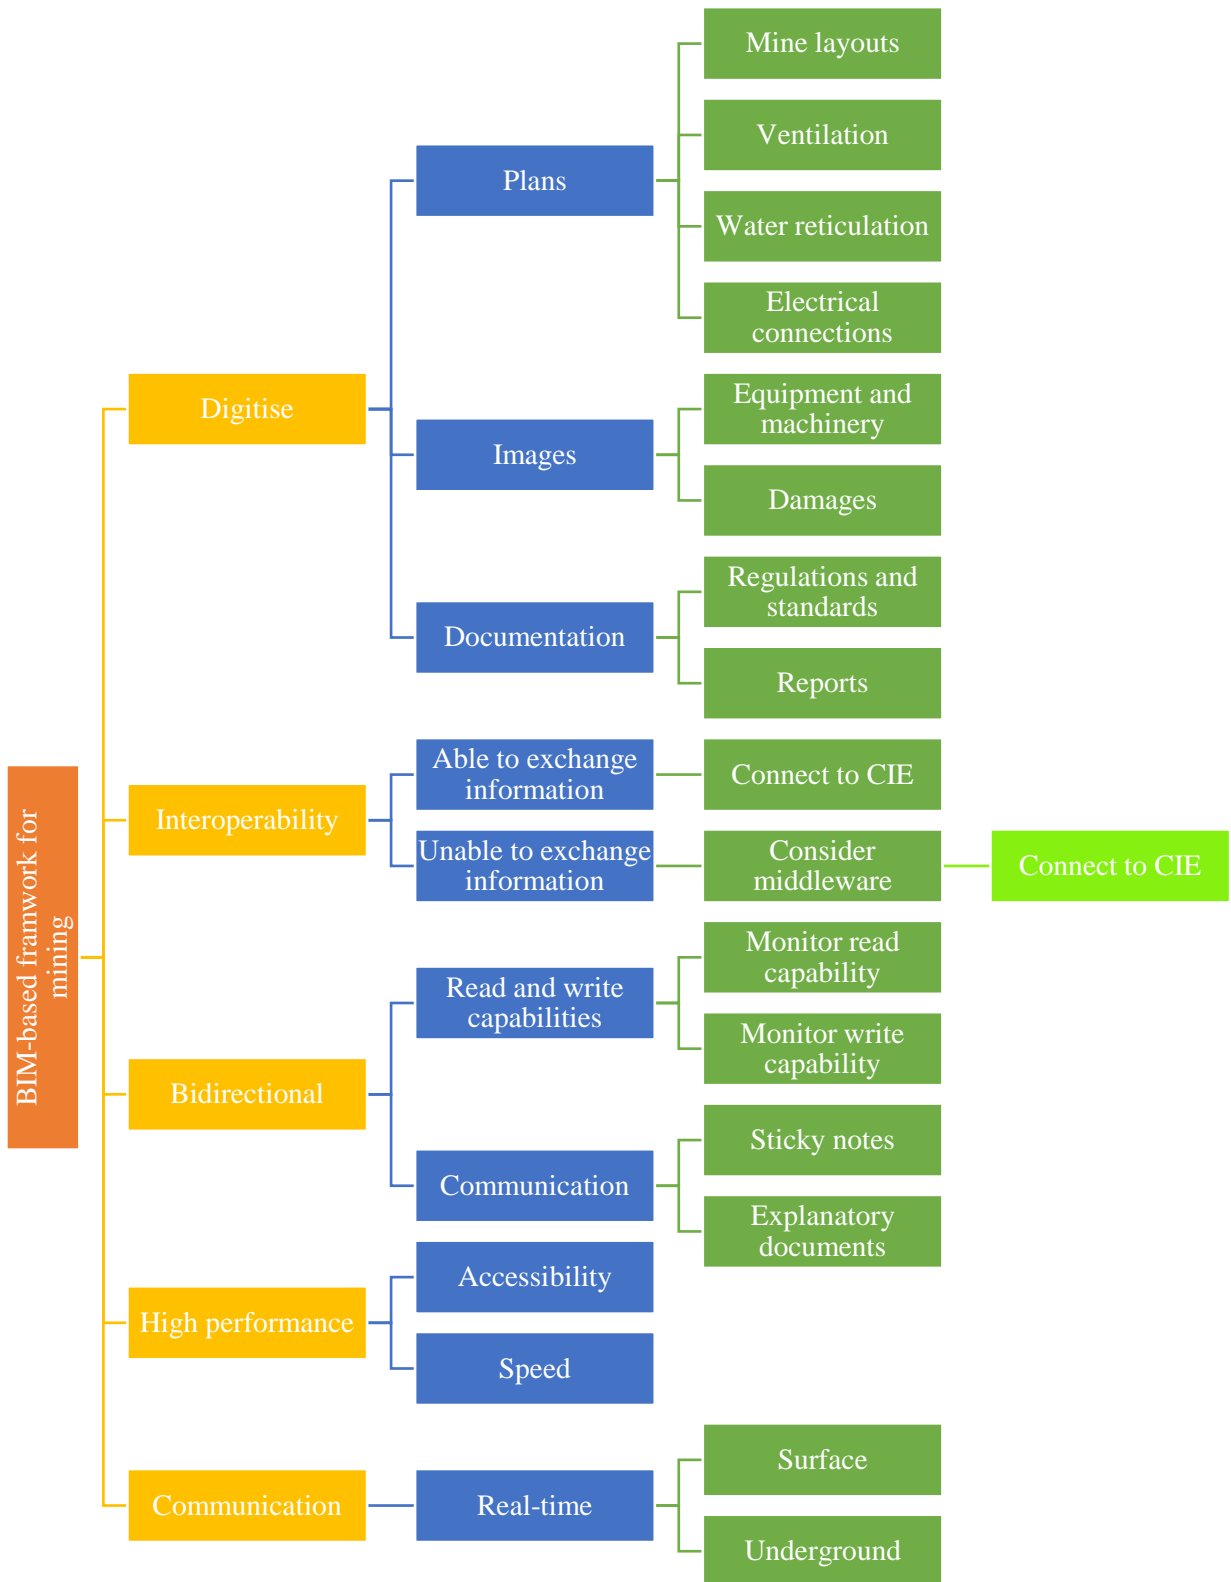 BIM-based framwork for
mining
Digitise
Plans
Mine layouts
Ventilation
Water reticulation
Electrical
connections
Images
Equipment and
machinery
Damages
Documentation
Regulations and
standards
Reports
Interoperability
Able to exchange
information
Connect to CIE
Unable to exchange
information
Consider
middleware
Connect to CIE
Bidirectional
Read and write
capabilities
Monitor read
capability
Monitor write
capability
Communication
Sticky notes
Explanatory
documents
High performance
Accessibility
Speed
Communication
Real-time
Surface
Underground